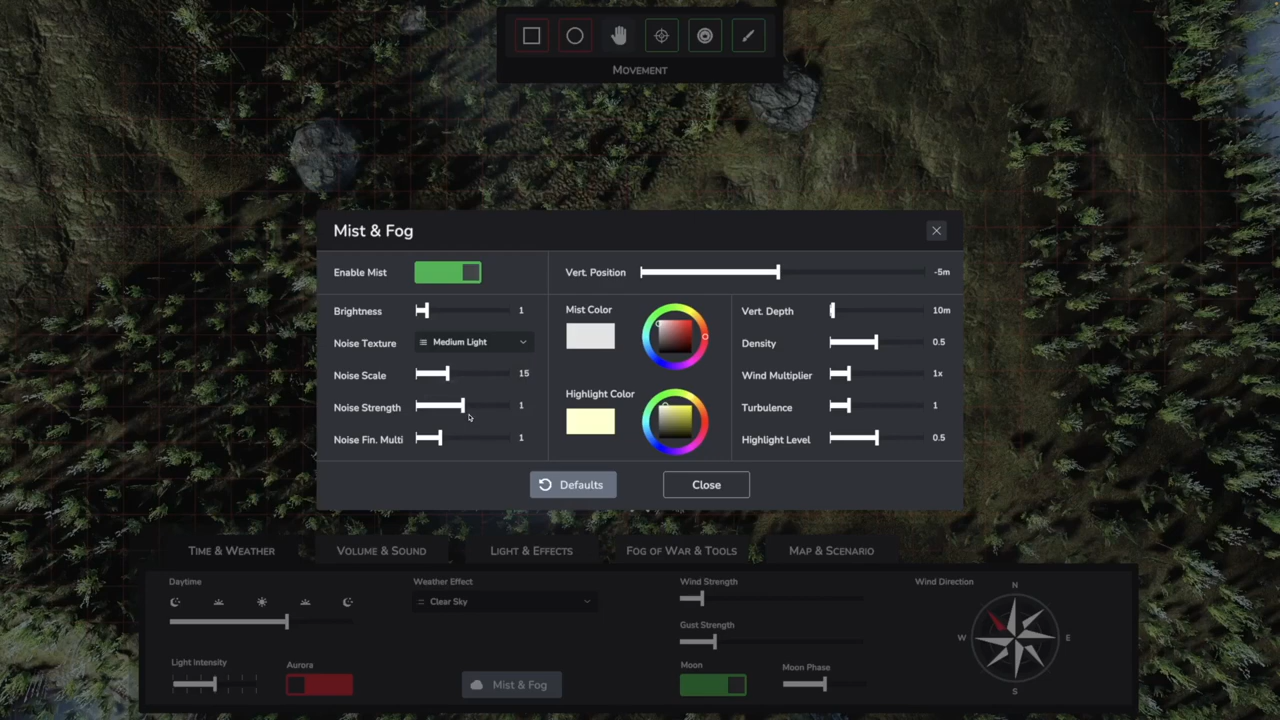 MOVEMENT
Mist & Fog
Enable Mist
Vert. Position
-5m
Brightness
1
Noise Texture
Medium Light
Noise Scale
15
Noise Strength
1
Noise Fin. Multi
1
Mist Color
Highlight Color
Vert. Depth
10m
Density
0.5
Wind Multiplier
1x
Turbulence
1
Highlight Level
0.5
Defaults
Close
TIME & WEATHER
VOLUME & SOUND
LIGHT & EFFECTS
FOG OF WAR & TOOLS
MAP & SCENARIO
Daytime
Weather Effect
Clear Sky
Wind Strength
Gust Strength
Wind Direction
N
W
E
S
Light Intensity
Aurora
Mist & Fog
Moon
Moon Phase